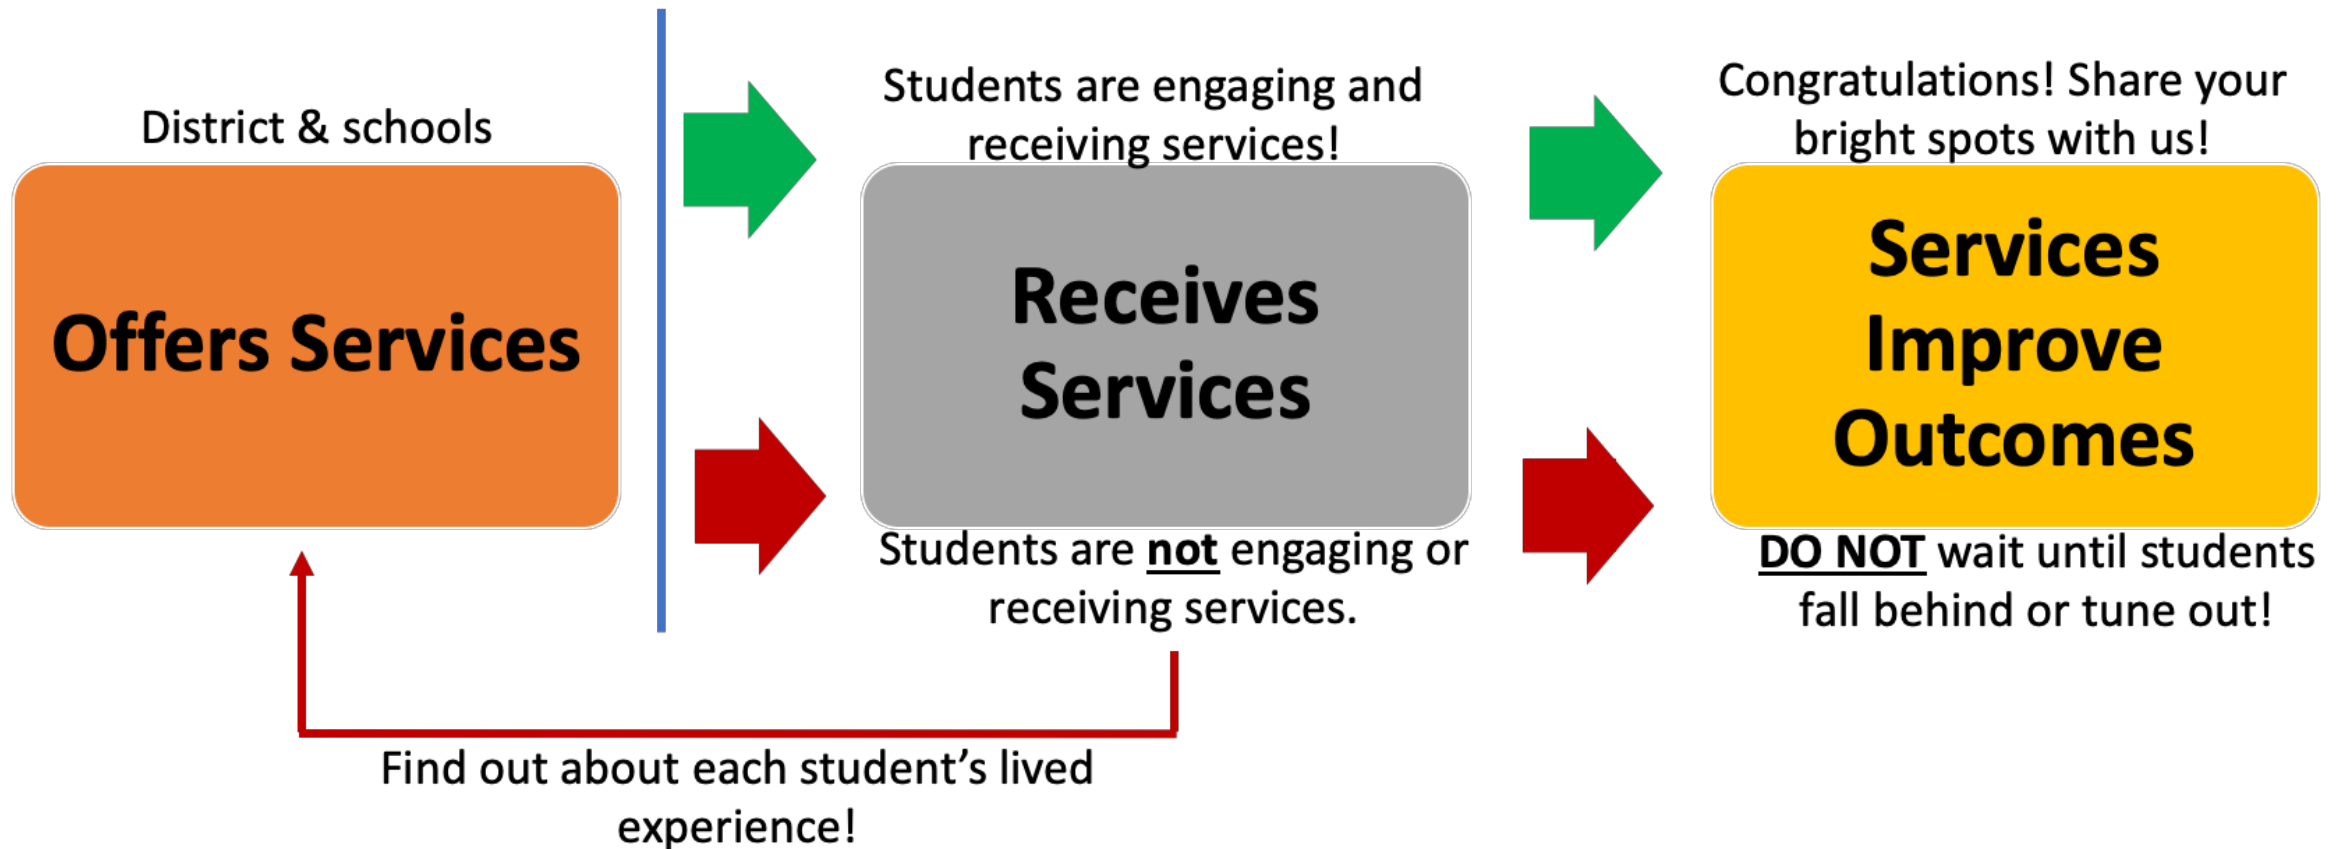 District & schools
Offers Services
Students are engaging and
receiving services!
Receives
Services
Students are not engaging or
receiving services.
Congratulations! Share your
bright spots with us!
Services
Improve
Outcomes
DO NOT wait until students
fall behind or tune out!
Find out about each student’s lived
experience!